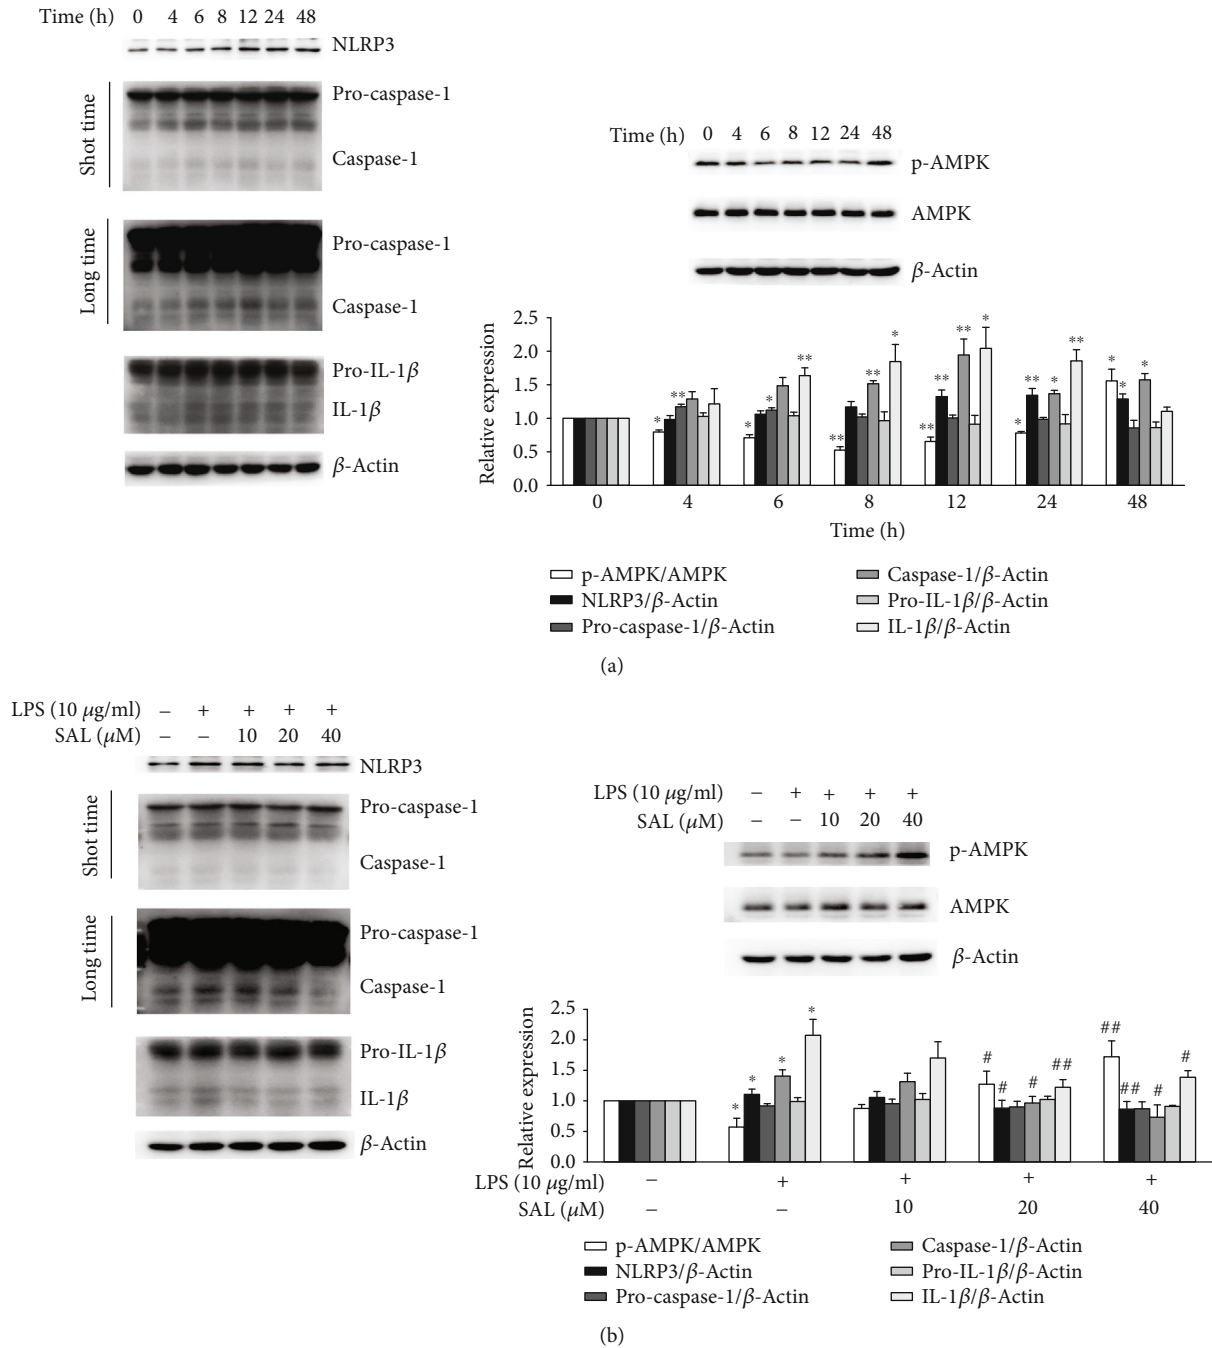 Time (h) 0 4 6 8 12 24 48
NLRP3
Shot time
Pro-caspase-1
Caspase-1
Long time
Pro-caspase-1
Caspase-1
Pro-IL-1β
IL-1β
β-Actin
Time (h) 0 4 6 8 12 24 48
p-AMPK
AMPK
β-Actin
Relative expression
2.5
2.0
1.5
1.0
0.5
0.0
* ** * * ** ** ** * ** ** ** * * ** * ** * * *
0 4 6 8 12 24 48
Time (h)
p-AMPK/AMPK
NLRP3/β-Actin
Pro-caspase-1/β-Actin
Caspase-1/β-Actin
Pro-IL-1β/β-Actin
IL-1β/β-Actin
(a)
LPS (10 μg/ml) – + + + +
SAL (μM) – – 10 20 40
NLRP3
Shot time
Pro-caspase-1
Caspase-1
Long time
Pro-caspase-1
Caspase-1
Pro-IL-1β
IL-1β
β-Actin
LPS (10 μg/ml) – + + + +
SAL (μM) – – 10 20 40
p-AMPK
AMPK
β-Actin
Relative expression
2.5
2.0
1.5
1.0
0.5
0.0
* * * * # # # ## ## ## # #
LPS (10 μg/ml) – + + + +
SAL (μM) – – 10 20 40
p-AMPK/AMPK
NLRP3/β-Actin
Pro-caspase-1/β-Actin
Caspase-1/β-Actin
Pro-IL-1β/β-Actin
IL-1β/β-Actin
(b)